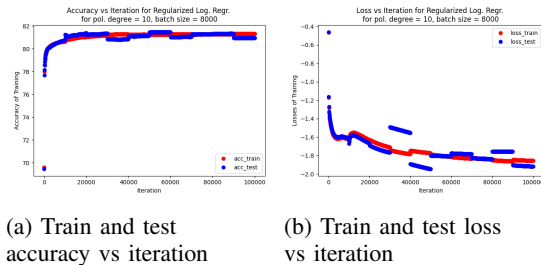 Accuracy vs Iteration for Regularized Log. Regr.
for pol. degree = 10, batch size = 8000
82
80
78
76
74
72
70
Accuracy of Training
acc_train
acc_test
0
20000
40000
60000
80000
100000
Iteration
Loss vs Iteration for Regularized Log. Regr.
for pol. degree = 10, batch size = 8000
−0.4
−0.6
−0.8
−1.0
−1.2
−1.4
−1.6
−1.8
−2.0
Losses of Training
loss_train
loss_test
0
20000
40000
60000
80000
100000
Iteration
(a) Train and test
accuracy vs iteration
(b) Train and test loss
vs iteration